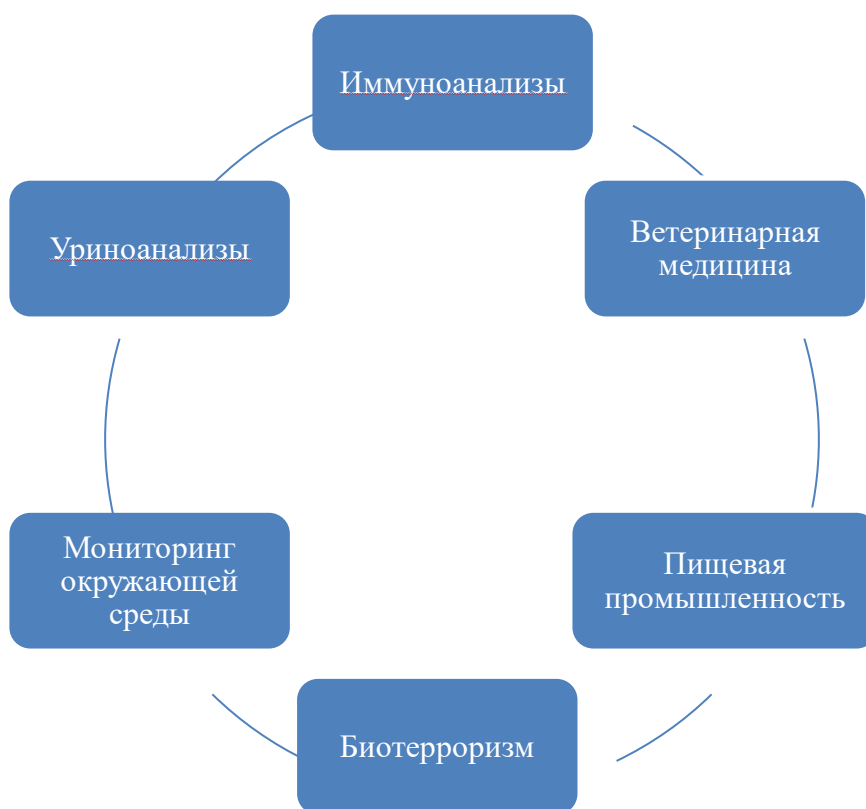 Иммуноанализы
Уриноанализы
Ветеринарная
медицина
Мониторинг
окружающей
среды
Пищевая
промышленность
Биотерроризм